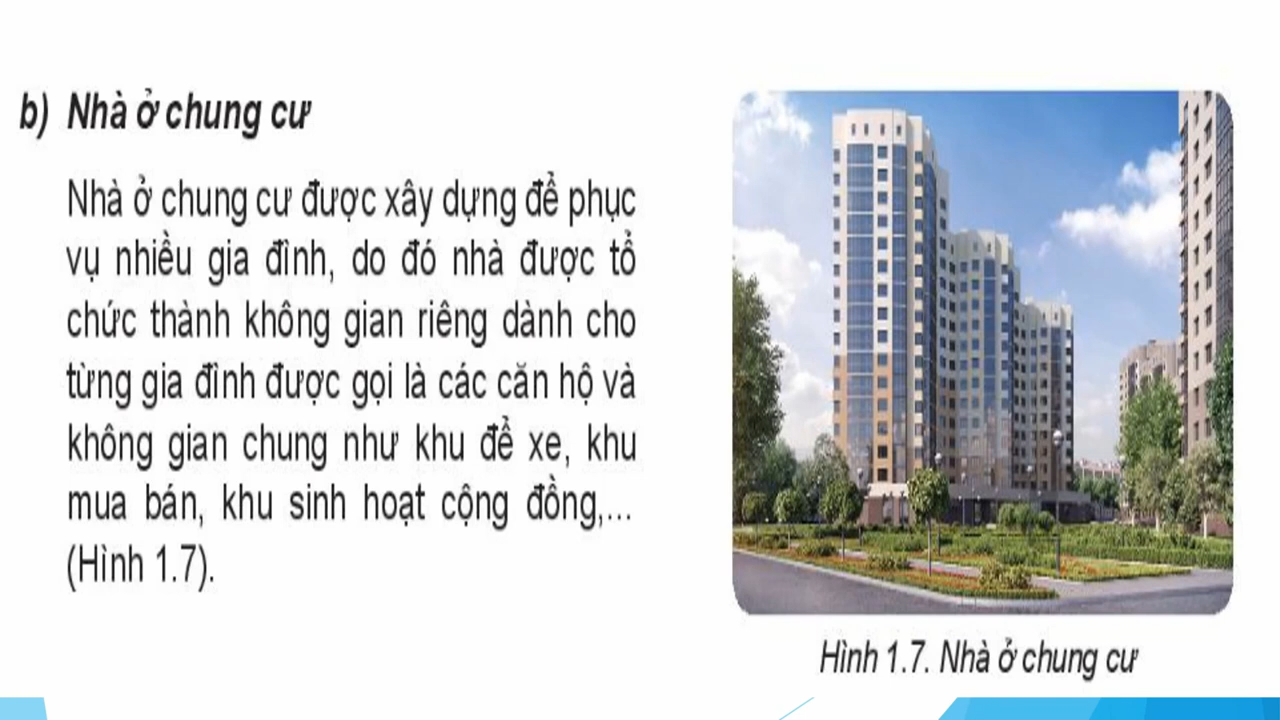 b) Nhà ở chung cư
Nhà ở chung cư được xây dựng để phục
vụ nhiều gia đình, do đó nhà được tổ
chức thành không gian riêng dành cho
từng gia đình được gọi là các căn hộ và
không gian chung như khu để xe, khu
mua bán, khu sinh hoạt cộng đồng,...
(Hình 1.7).
Hình 1.7. Nhà ở chung cư